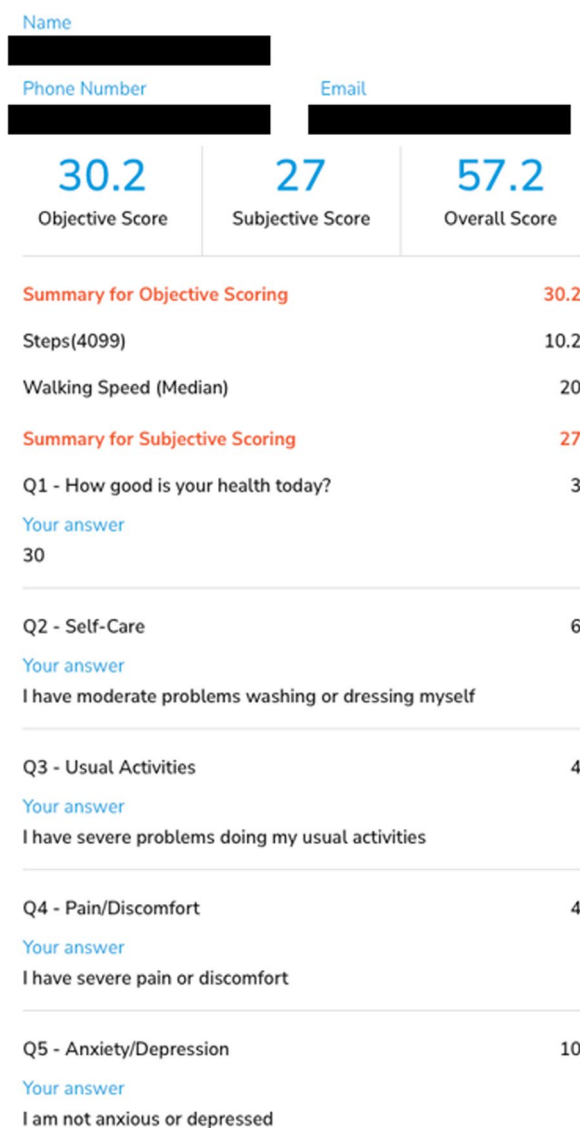 Name
Phone Number Email
30.2 27 57.2
Objective Score Subjective Score Overall Score
Summary for Objective Scoring 30.2
Steps(4099) 10.2
Walking Speed (Median) 20
Summary for Subjective Scoring 27
Q1 - How good is your health today? 3
Your answer
30
Q2 - Self-Care 6
Your answer
I have moderate problems washing or dressing myself
Q3 - Usual Activities 4
Your answer
I have severe problems doing my usual activities
Q4 - Pain/Discomfort 4
Your answer
I have severe pain or discomfort
Q5 - Anxiety/Depression 10
Your answer
I am not anxious or depressed